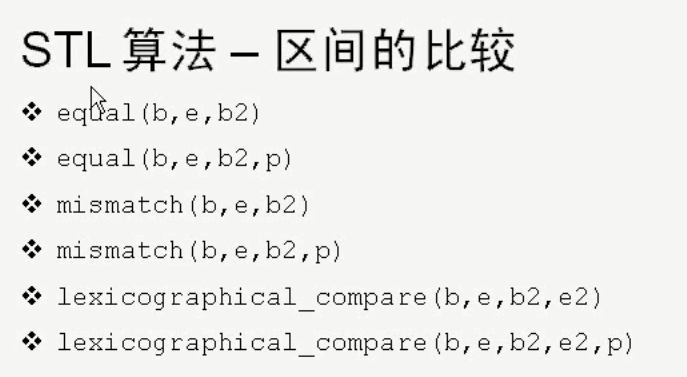 STL 算法 – 区间的比较
❖ equal(b,e,b2)
❖ equal(b,e,b2,p)
❖ mismatch(b,e,b2)
❖ mismatch(b,e,b2,p)
❖ lexicographical_compare(b,e,b2,e2)
❖ lexicographical_compare(b,e,b2,e2,p)